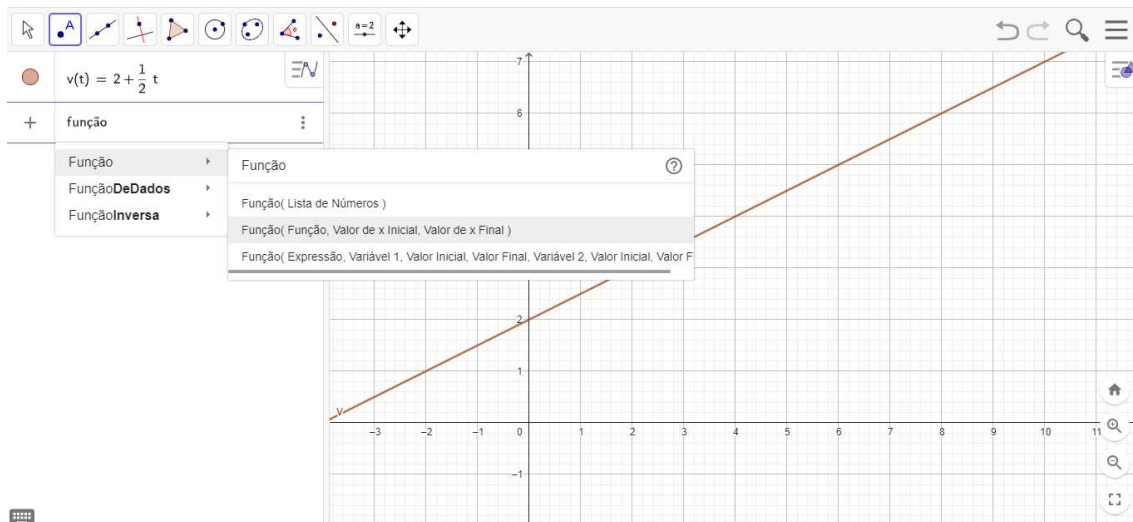 A
a=2
v(t) = 2 + 1/2 t
+ função
Função
FunçãoDeDados
FunçãoInversa
Função
Função( Lista de Números )
Função( Função, Valor de x Inicial, Valor de x Final )
Função( Expressão, Variável 1, Valor Inicial, Valor Final, Variável 2, Valor Inicial, Valor F
7
6
2
1
v
–3 –2 –1 0 1 2 3 4 5 6 7 8 9 10 11
–1